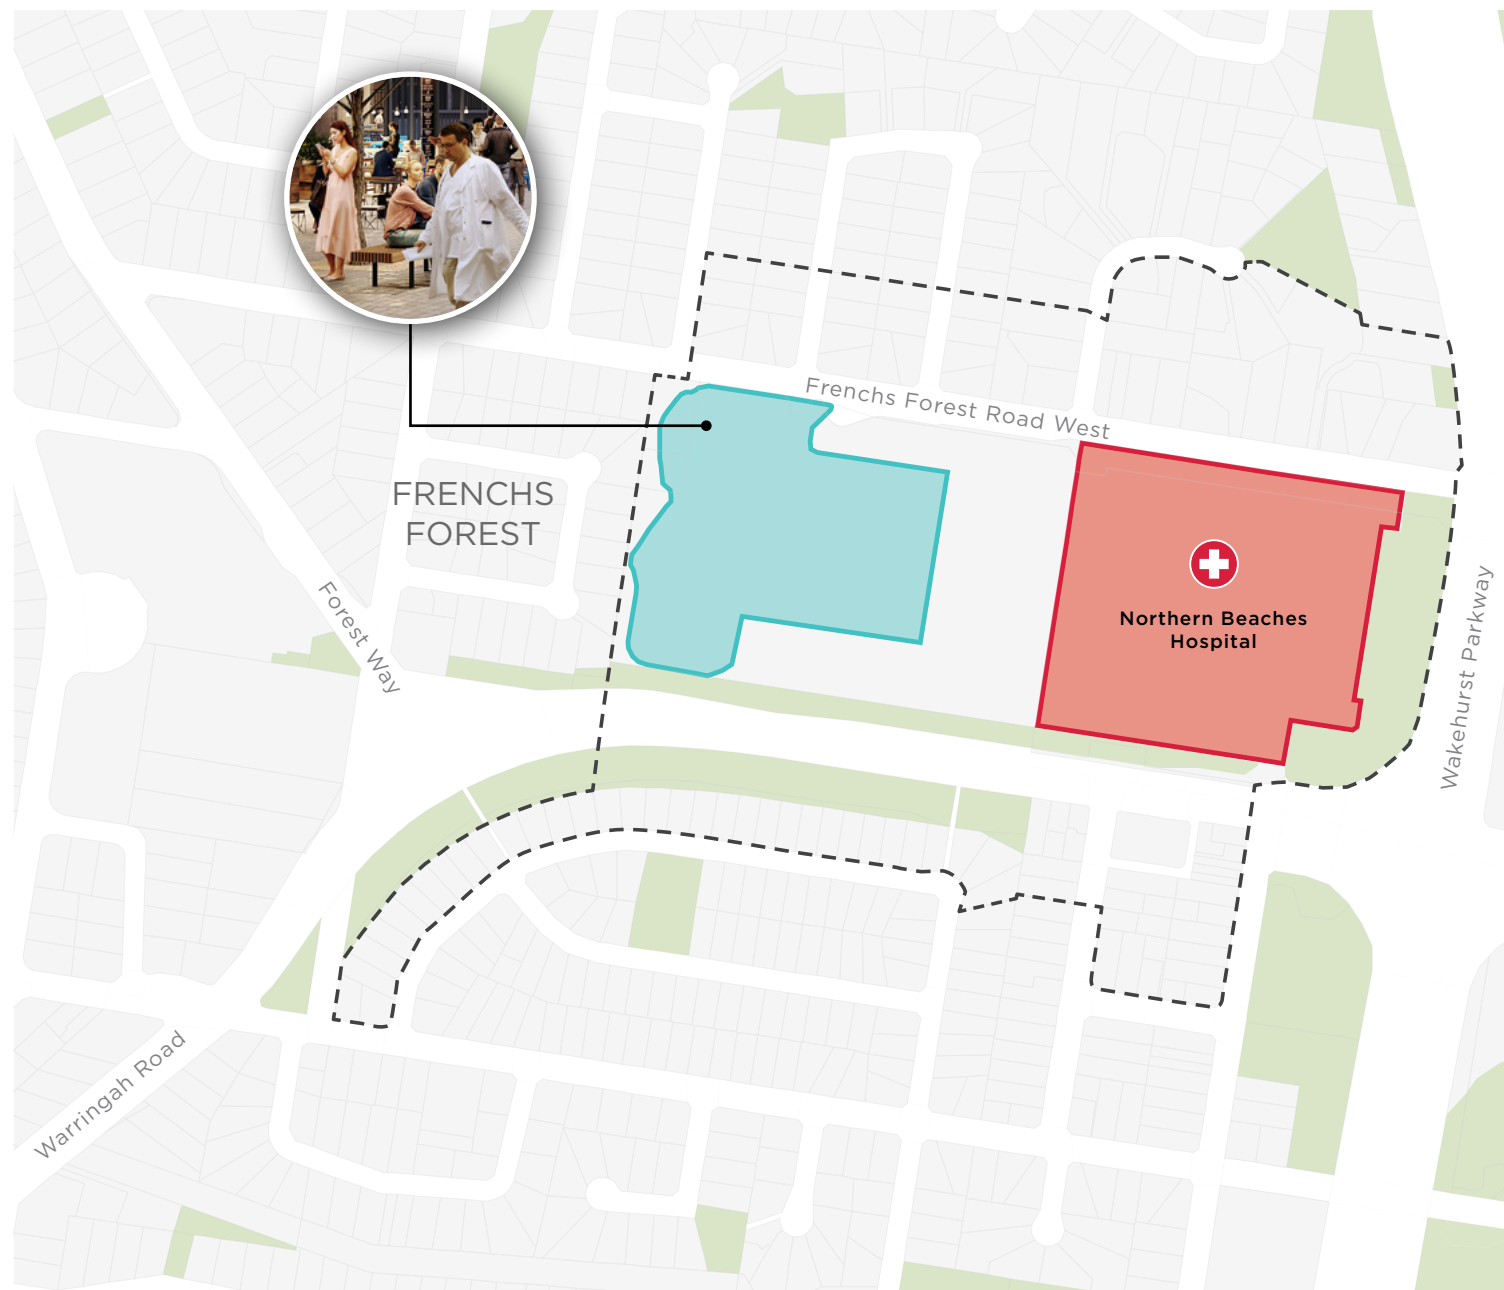 Frenchs Forest Road West
FRENCHS
FOREST
Forest Way
Northern Beaches
Hospital
Wakehurst Parkway
Warringah Road